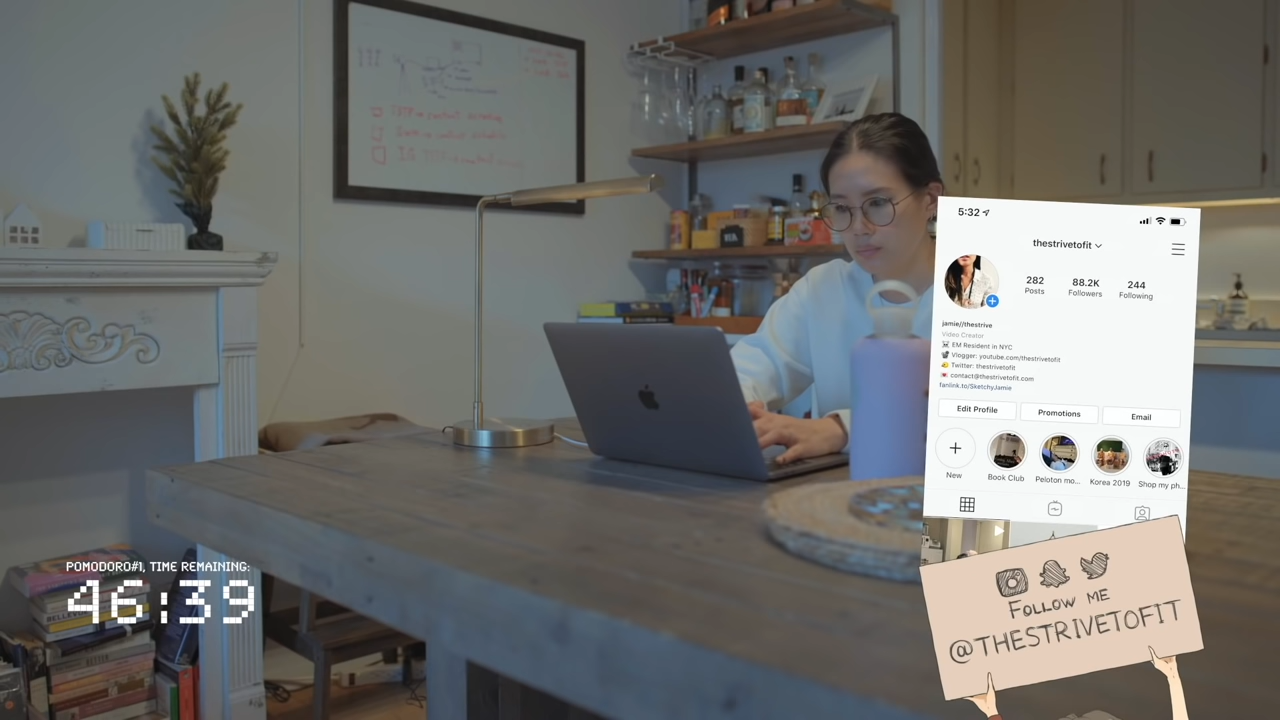 5:32
thestrivetofit
282
Posts
88.2K
Followers
244
Following
jamie//thestrive
Video Creator
EM Resident in NYC
Vlogger: youtube.com/thestrivetofit
Twitter: thestrivetofit
contact@thestrivetofit.com
fanlink.to/SketchyJamie
Edit Profile
Promotions
Email
New
Book Club
Peloton mo...
Korea 2019
Shop my ph...
FOLLOW ME
@THESTRIVETOFIT
POMODORO#1, TIME REMAINING:
46:39